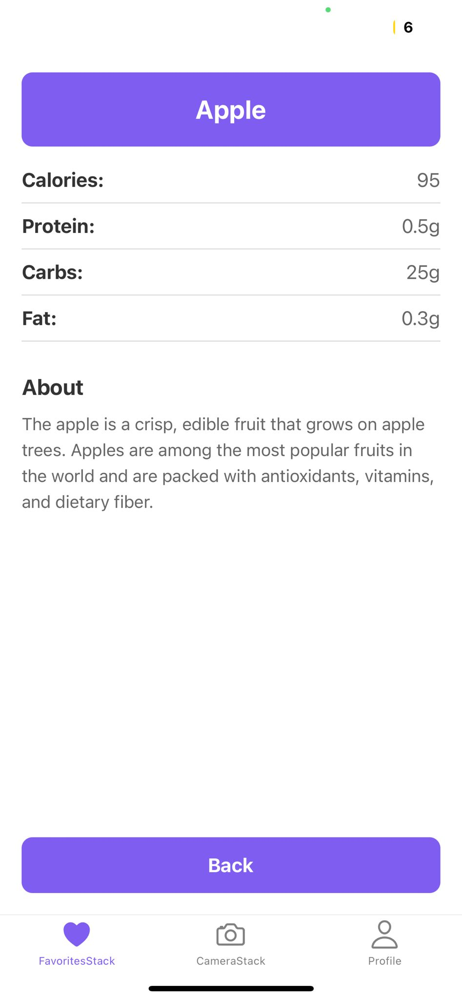 6
Apple
Calories: 95
Protein: 0.5g
Carbs: 25g
Fat: 0.3g
About
The apple is a crisp, edible fruit that grows on apple
trees. Apples are among the most popular fruits in
the world and are packed with antioxidants, vitamins,
and dietary fiber.
Back
FavoritesStack CameraStack Profile